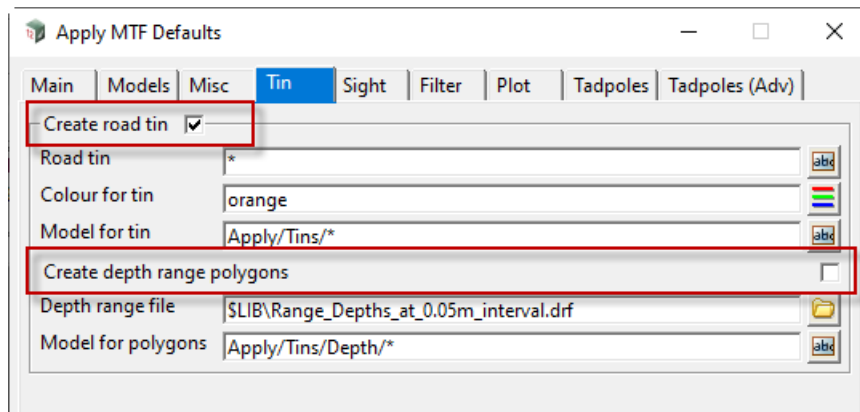 Apply MTF Defaults
Main Models Misc Tin Sight Filter Plot Tadpoles Tadpoles (Adv)
Create road tin
Road tin *
Colour for tin orange
Model for tin Apply/Tins/*
Create depth range polygons
Depth range file $LIB\Range_Depths_at_0.05m_interval.drf
Model for polygons Apply/Tins/Depth/*